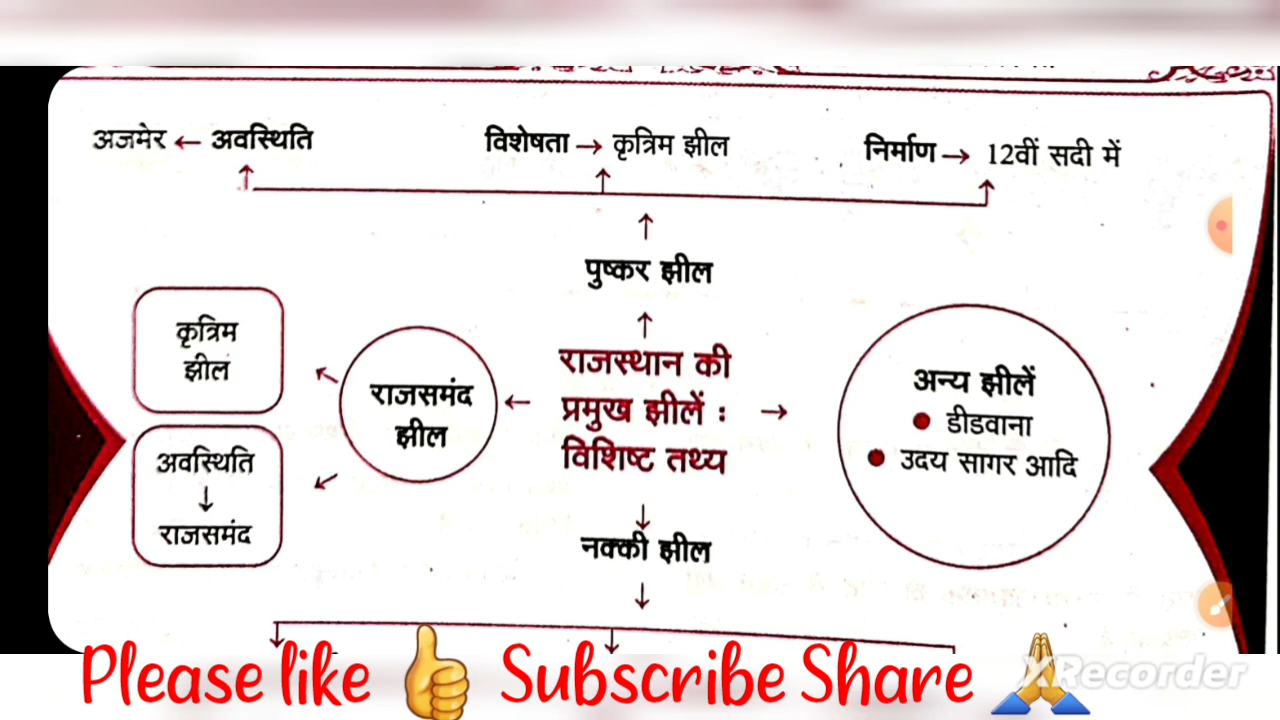 अजमेर ← अवस्थिति
विशेषता → कृत्रिम झील
निर्माण → 12वीं सदी में
पुष्कर झील
कृत्रिम
झील
राजसमंद
झील
अवस्थिति
↓
राजसमंद
राजस्थान की
प्रमुख झीलें :
विशिष्ट तथ्य
अन्य झीलें
● डीडवाना
● उदय सागर आदि
नक्की झील
Please like 👍 Subscribe Share 🙏
XRecorder